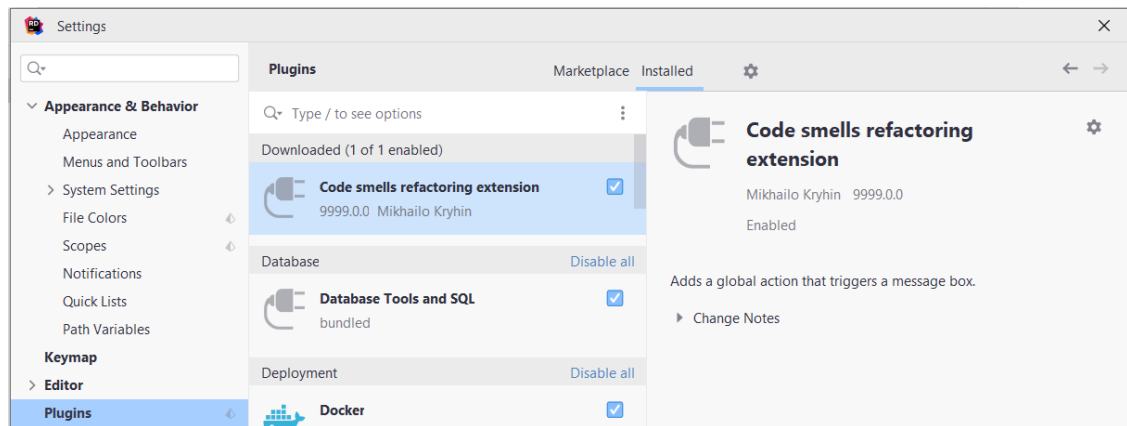 RD
Settings
Appearance & Behavior
Appearance
Menus and Toolbars
System Settings
File Colors
Scopes
Notifications
Quick Lists
Path Variables
Keymap
Editor
Plugins
Plugins
Marketplace Installed
Type / to see options
Downloaded (1 of 1 enabled)
Code smells refactoring extension
9999.0.0 Mikhailo Kryhin
Database Disable all
Database Tools and SQL
bundled
Deployment Disable all
Docker
Code smells refactoring
extension
Mikhailo Kryhin 9999.0.0
Enabled
Adds a global action that triggers a message box.
Change Notes